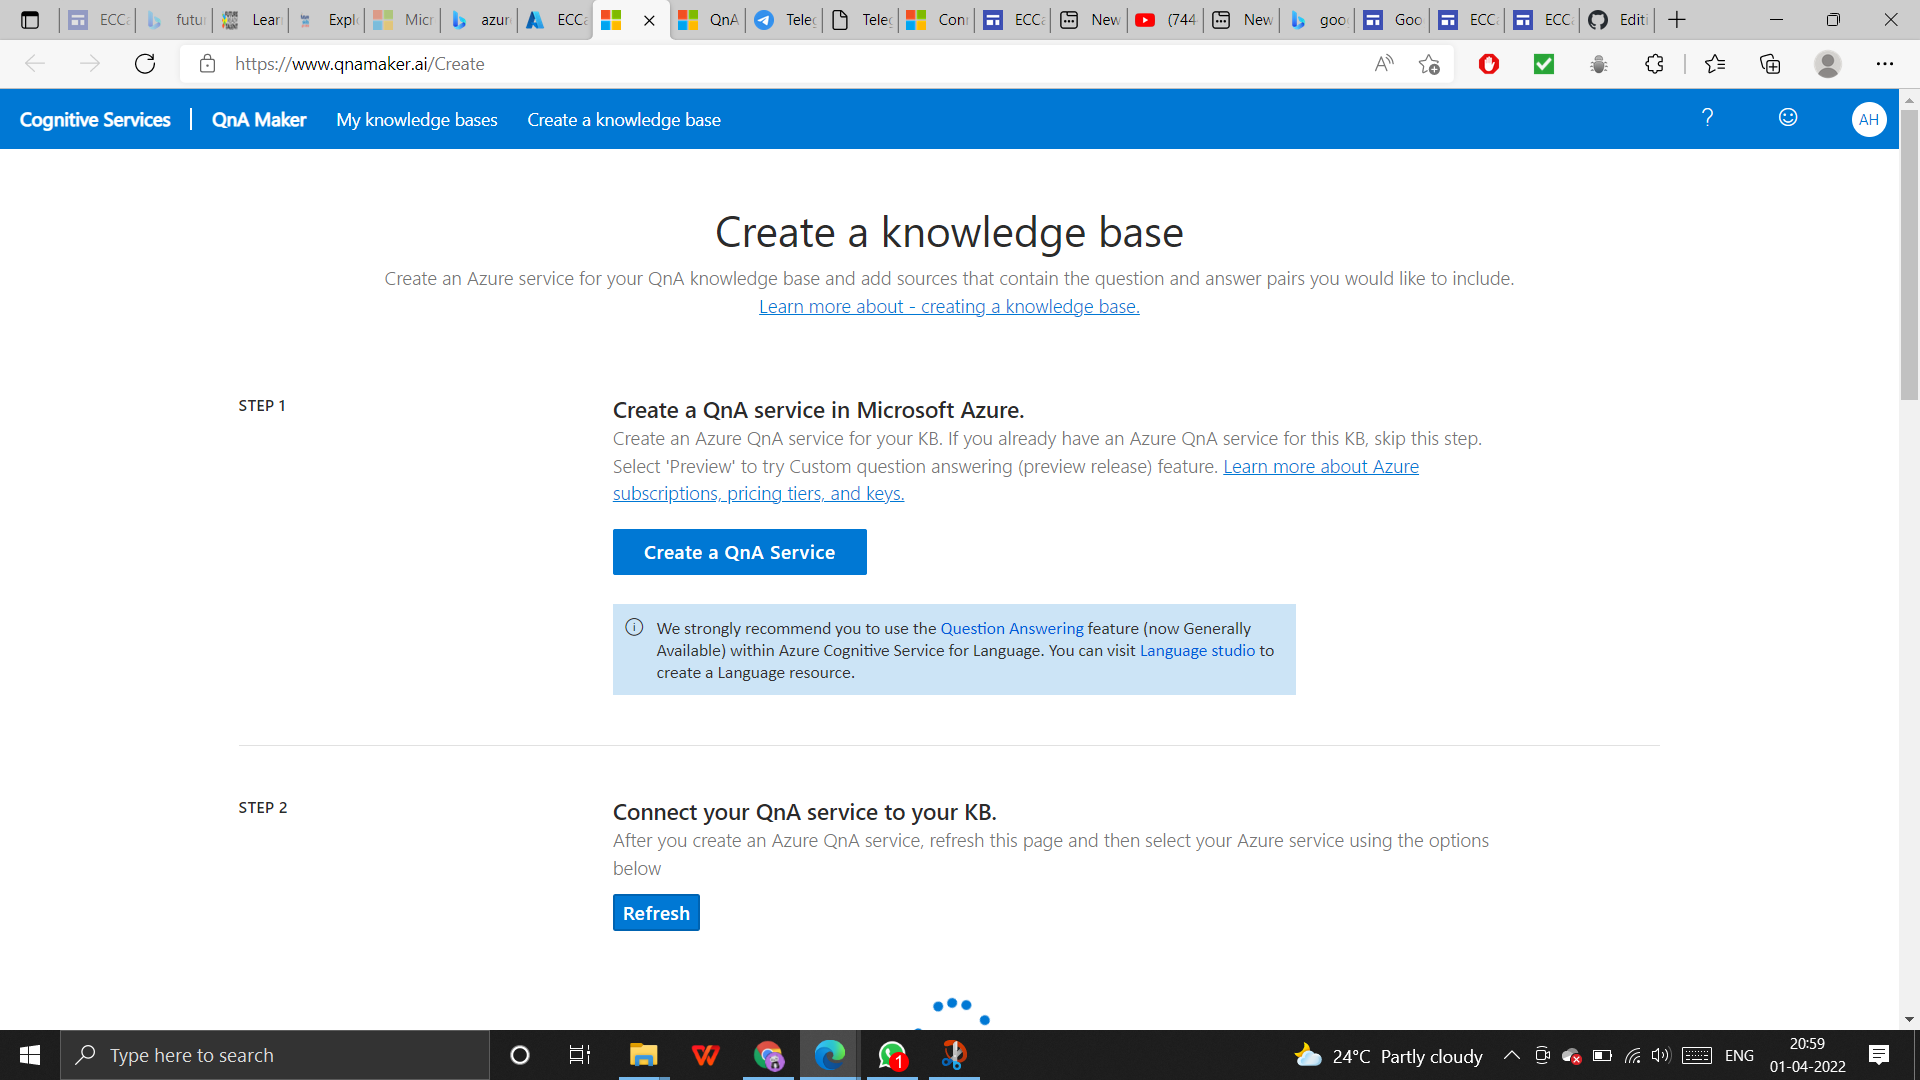 ECC
futu
Lear
Expl
Micr
azur
ECCa
QnA
Tele
Tele
Con
ECC
New
(744
New
goo
Goo
ECC
ECC
Editi
https://www.qnamaker.ai/Create
Cognitive Services
QnA Maker
My knowledge bases
Create a knowledge base
?
AH
Create a knowledge base
Create an Azure service for your QnA knowledge base and add sources that contain the question and answer pairs you would like to include.
Learn more about - creating a knowledge base.
STEP 1
Create a QnA service in Microsoft Azure.
Create an Azure QnA service for your KB. If you already have an Azure QnA service for this KB, skip this step.
Select 'Preview' to try Custom question answering (preview release) feature. Learn more about Azure
subscriptions, pricing tiers, and keys.
Create a QnA Service
We strongly recommend you to use the Question Answering feature (now Generally
Available) within Azure Cognitive Service for Language. You can visit Language studio to
create a Language resource.
STEP 2
Connect your QnA service to your KB.
After you create an Azure QnA service, refresh this page and then select your Azure service using the options
below
Refresh
Type here to search
1
24°C Partly cloudy
ENG
20:59
01-04-2022